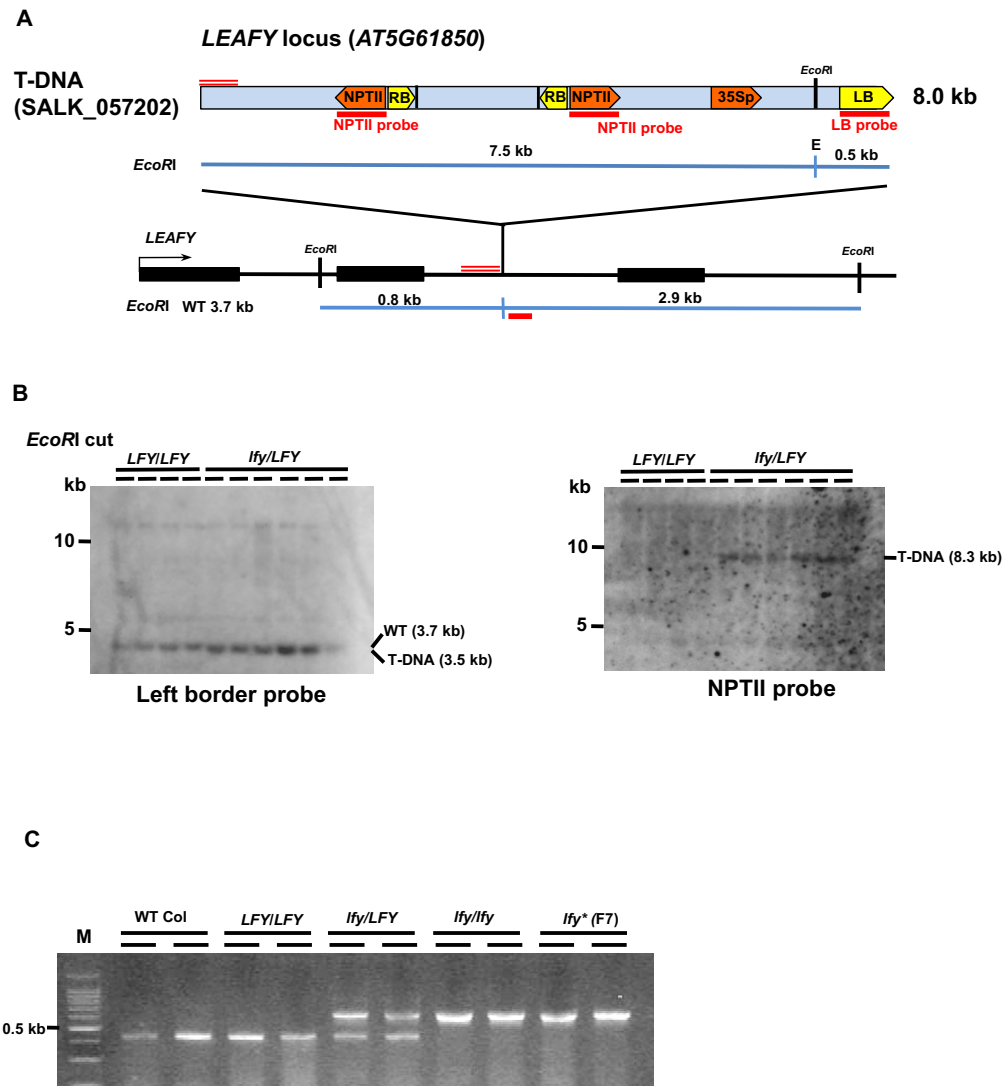 A
LEAFY locus (AT5G61850)
T-DNA
(SALK_057202)
EcoRI
NPTII
RB
RB
NPTII
35Sp
LB
8.0 kb
NPTII probe
NPTII probe
LB probe
EcoRI
7.5 kb
E
0.5 kb
LEAFY
EcoRI
EcoRI
EcoRI WT 3.7 kb
0.8 kb
2.9 kb
B
EcoRI cut
LFY/LFY
lfy/LFY
kb
10
5
WT (3.7 kb)
T-DNA (3.5 kb)
Left border probe
LFY/LFY
lfy/LFY
kb
10
5
T-DNA (8.3 kb)
NPTII probe
C
M
WT Col
LFY/LFY
lfy/LFY
lfy/lfy
lfy* (F7)
0.5 kb